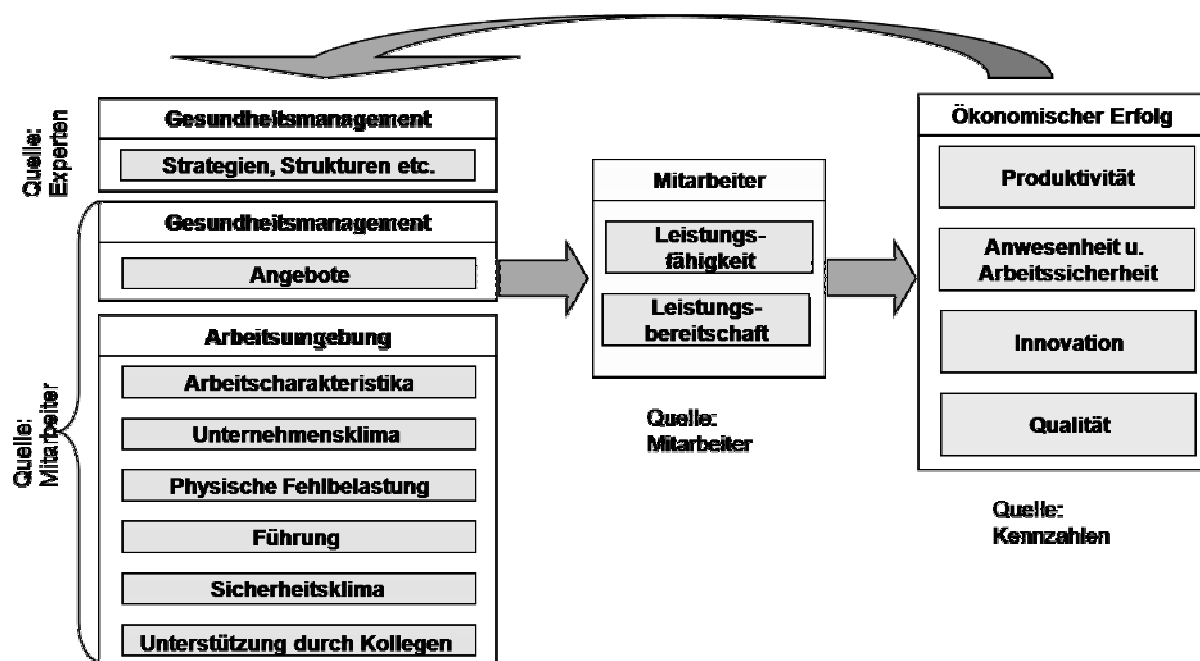 Quelle:
Experten
Gesundheitsmanagement
Strategien, Strukturen etc.
Quelle:
Mitarbeiter
Gesundheitsmanagement
Angebote
Arbeitsumgebung
Arbeitscharakteristika
Unternehmensklima
Physische Fehlbelastung
Führung
Sicherheitsklima
Unterstützung durch Kollegen
Mitarbeiter
Leistungs-
fähigkeit
Leistungs-
bereitschaft
Quelle:
Mitarbeiter
Ökonomischer Erfolg
Produktivität
Anwesenheit u.
Arbeitssicherheit
Innovation
Qualität
Quelle:
Kennzahlen